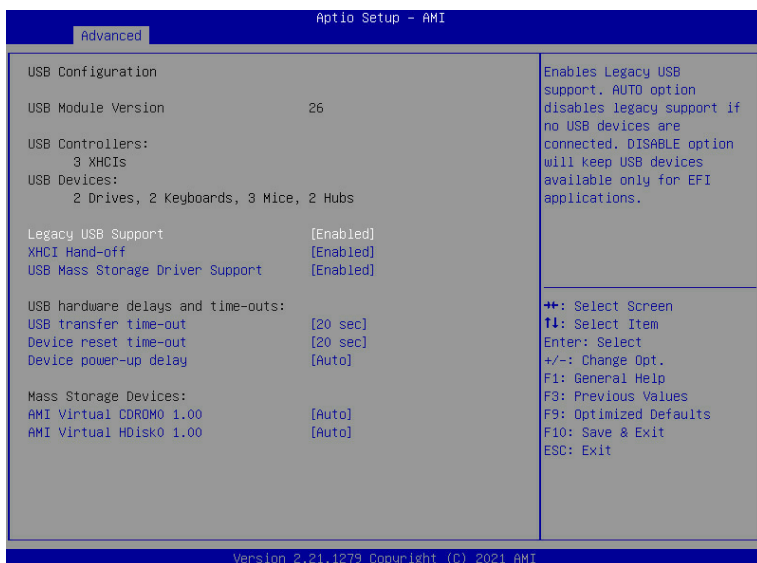 Aptio Setup – AMI
Advanced
USB Configuration
USB Module Version 26
USB Controllers:
3 XHCIs
USB Devices:
2 Drives, 2 Keyboards, 3 Mice, 2 Hubs
Legacy USB Support [Enabled]
XHCI Hand-off [Enabled]
USB Mass Storage Driver Support [Enabled]
USB hardware delays and time-outs:
USB transfer time-out [20 sec]
Device reset time-out [20 sec]
Device power-up delay [Auto]
Mass Storage Devices:
AMI Virtual CDROM0 1.00 [Auto]
AMI Virtual HDisk0 1.00 [Auto]
Enables Legacy USB
support. AUTO option
disables legacy support if
no USB devices are
connected. DISABLE option
will keep USB devices
available only for EFI
applications.
→←: Select Screen
↑↓: Select Item
Enter: Select
+/-: Change Opt.
F1: General Help
F3: Previous Values
F9: Optimized Defaults
F10: Save & Exit
ESC: Exit
Version 2.21.1279 Copyright (C) 2021 AMI